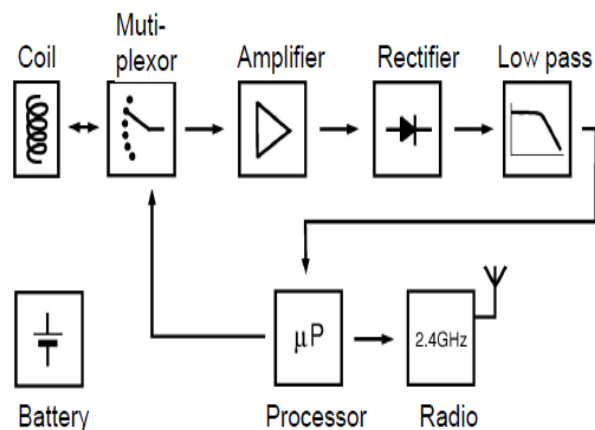 Coil
Muti-
plexor
Amplifier
Rectifier
Low pass
μP
2.4GHz
Battery
Processor
Radio